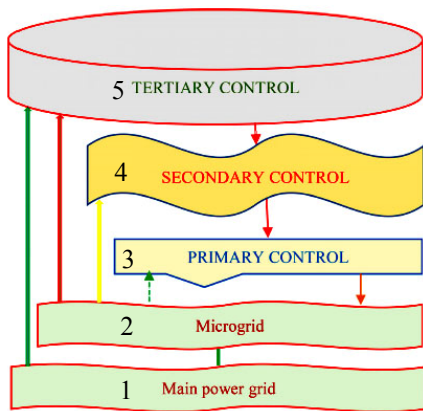 5 TERTIARY CONTROL
4 SECONDARY CONTROL
3 PRIMARY CONTROL
2 Microgrid
1 Main power grid